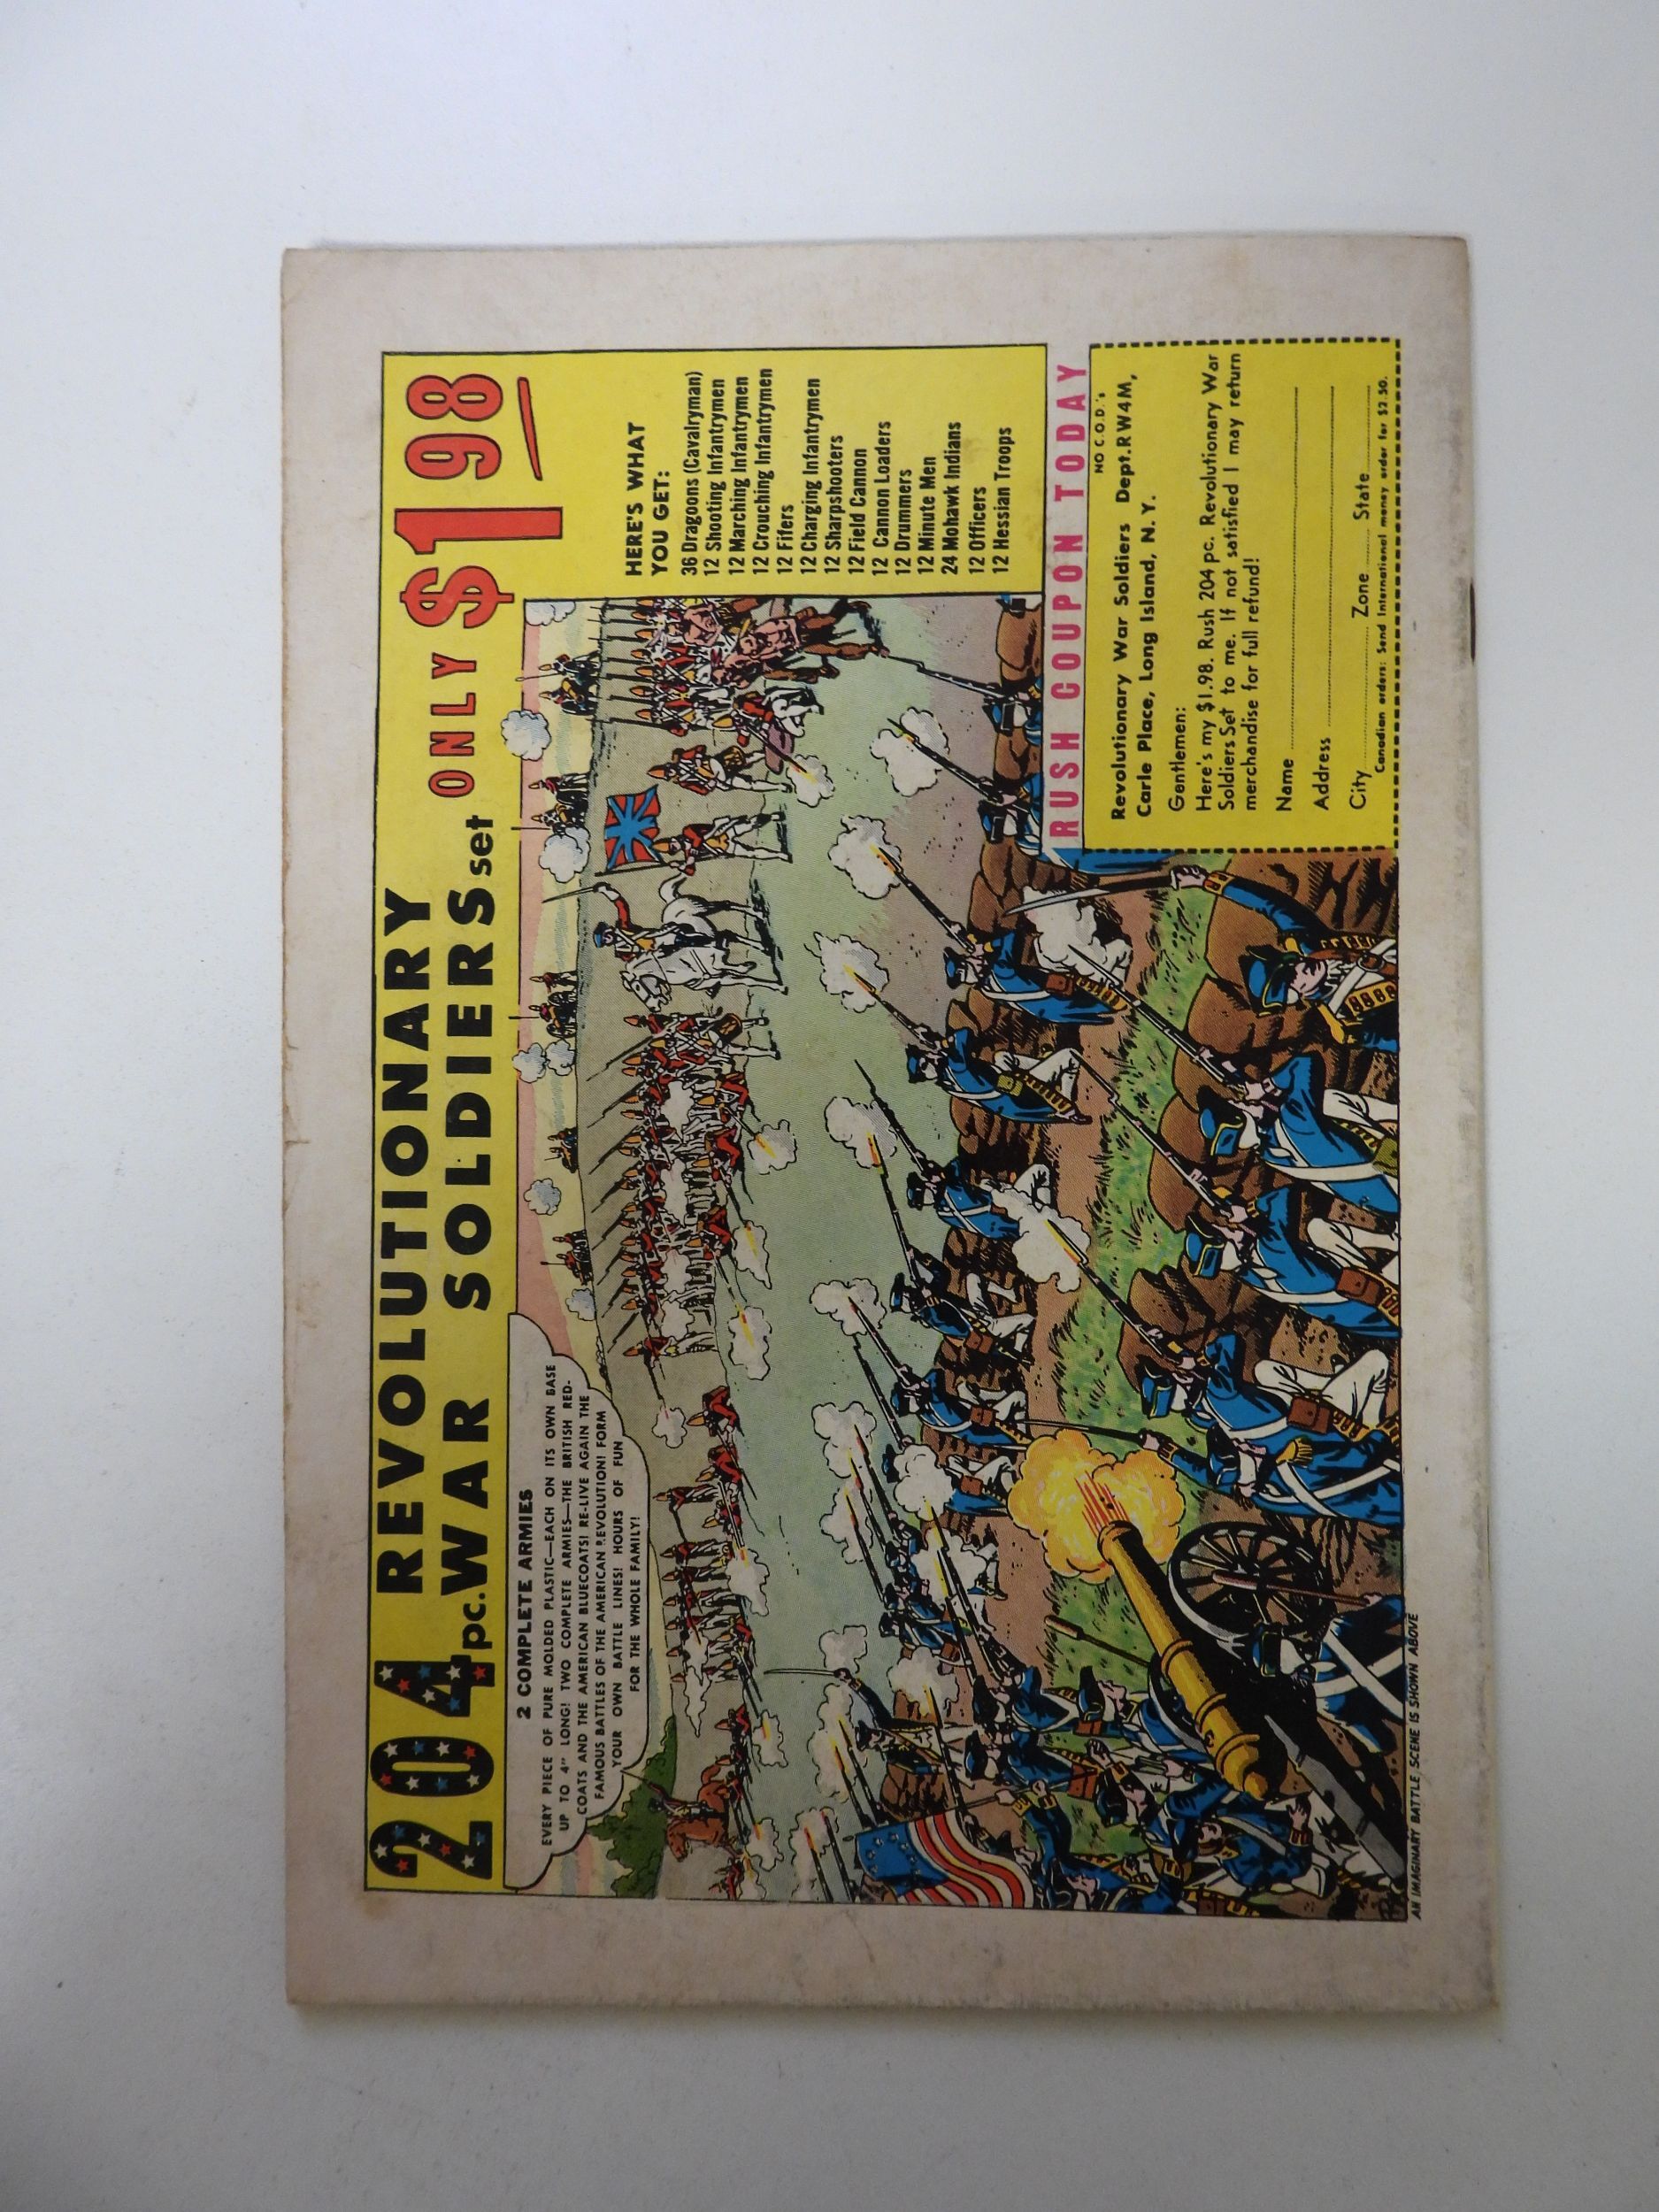 204 pc. REVOLUTIONARY
WAR SOLDIERS set ONLY $1 98
2 COMPLETE ARMIES
EVERY PIECE OF PURE MOLDED PLASTIC—EACH ON ITS OWN BASE
UP TO 4" LONG! TWO COMPLETE ARMIES—THE BRITISH RED-
COATS AND THE AMERICAN BLUECOATS! RE-LIVE AGAIN THE
FAMOUS BATTLES OF THE AMERICAN REVOLUTION! FORM
YOUR OWN BATTLE LINES! HOURS OF FUN
FOR THE WHOLE FAMILY!
HERE'S WHAT
YOU GET:
36 Dragoons (Cavalryman)
12 Shooting Infantrymen
12 Marching Infantrymen
12 Crouching Infantrymen
12 Fifers
12 Charging Infantrymen
12 Sharpshooters
12 Field Cannon
12 Cannon Loaders
12 Drummers
12 Minute Men
24 Mohawk Indians
12 Officers
12 Hessian Troops
RUSH COUPON TODAY
NO C.O.D.'s
Revolutionary War Soldiers Dept.RW4M,
Carle Place, Long Island, N. Y.
Gentlemen:
Here's my $1.98. Rush 204 pc. Revolutionary War
Soldiers Set to me. If not satisfied I may return
merchandise for full refund!
Name
Address
City Zone State
Canadian orders: Send International money order for $2.50.
AN IMAGINARY BATTLE SCENE IS SHOWN ABOVE